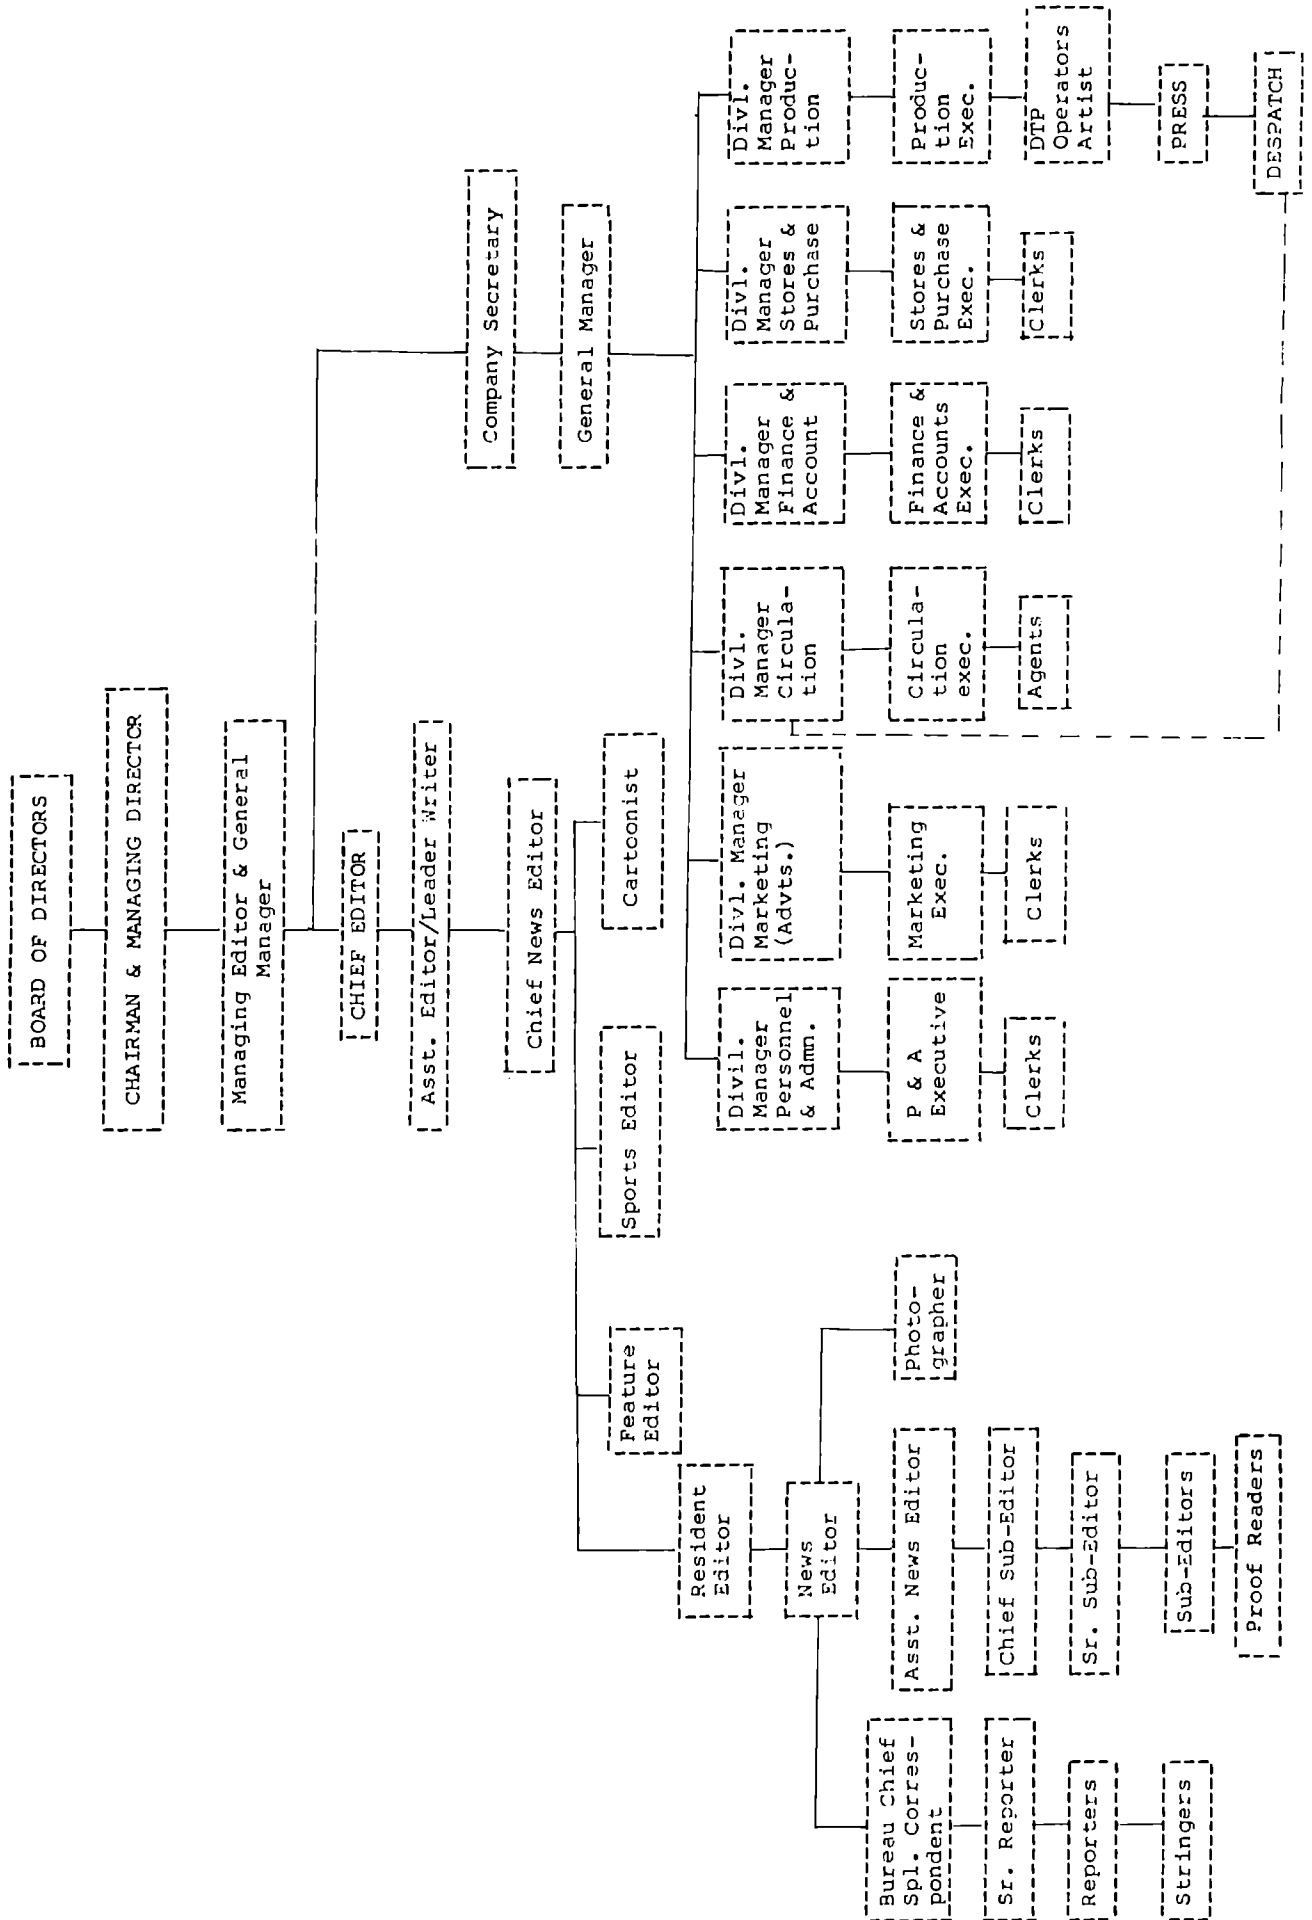 BOARD OF DIRECTORS
CHAIRMAN & MANAGING DIRECTOR
Managing Editor & General
Manager
CHIEF EDITOR
Asst. Editor/Leader Writer
Chief News Editor
Company Secretary
General Manager
Resident
Editor
Feature
Editor
Sports Editor
Cartoonist
News
Editor
Bureau Chief
Spl. Corres-
pondent
Sr. Reporter
Reporters
Stringers
Asst. News Editor
Chief Sub-Editor
Sr. Sub-Editor
Sub-Editors
Proof Readers
Photo-
grapher
Divil.
Manager
Personnel
& Admn.
P & A
Executive
Clerks
Divl. Manager
Marketing
(Advts.)
Marketing
Exec.
Clerks
Divl.
Manager
Circula-
tion
Circula-
tion
exec.
Agents
Divl.
Manager
Finance &
Account
Finance &
Accounts
Exec.
Clerks
Divl.
Manager
Stores &
Purchase
Stores &
Purchase
Exec.
Clerks
Divl.
Manager
Produc-
tion
Produc-
tion
Exec.
DTP
Operators
Artist
PRESS
DESPATCH